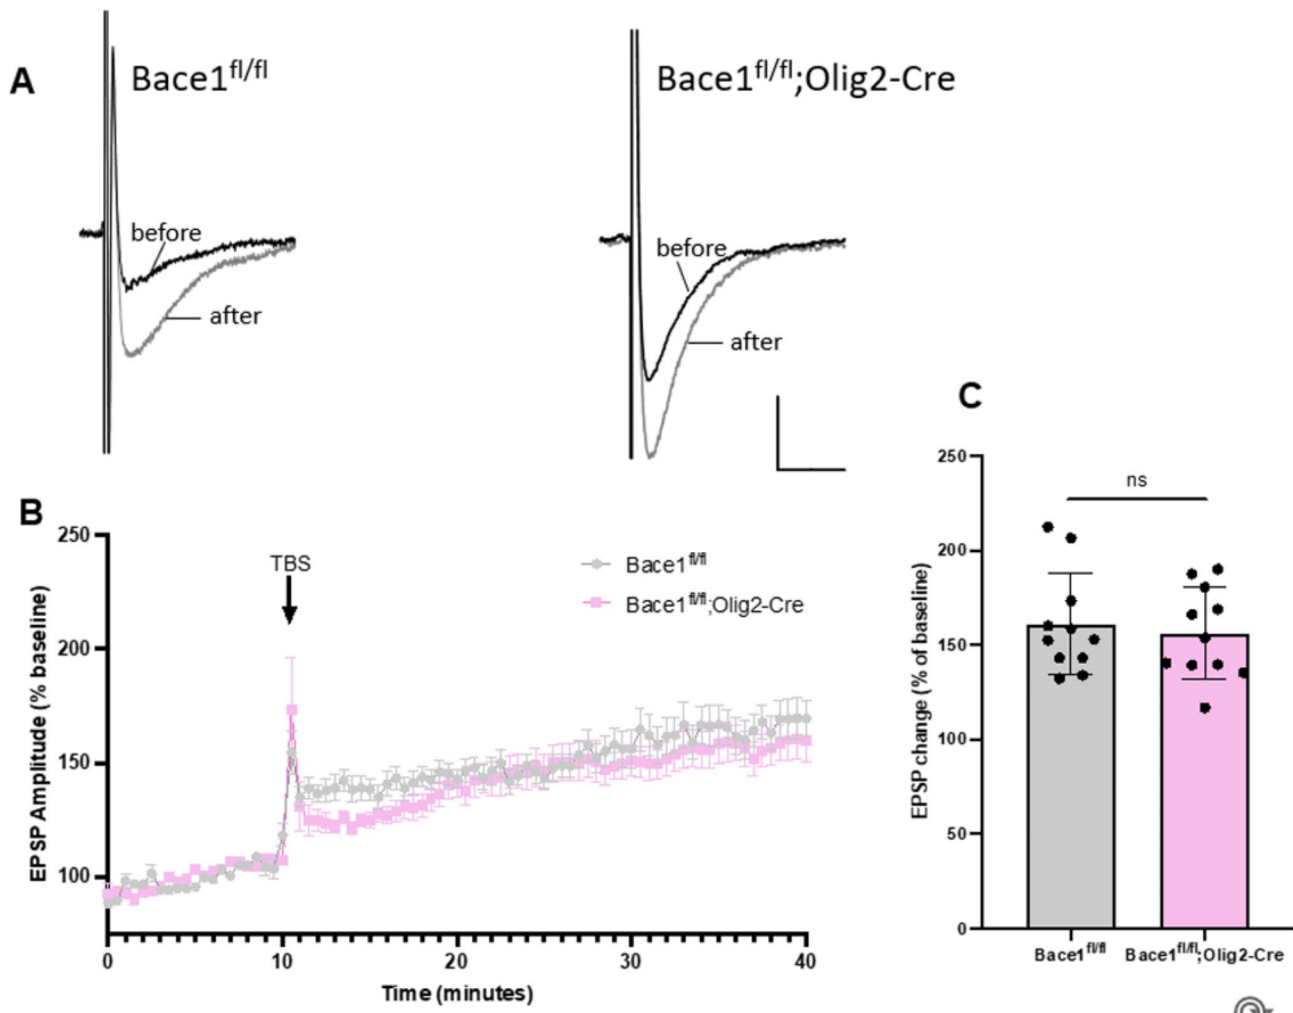 A
Bace1fl/fl
before
after
Bace1fl/fl;Olig2-Cre
before
after
B
EPSP Amplitude (% baseline)
250
200
150
100
TBS
Bace1fl/fl
Bace1fl/fl;Olig2-Cre
0 10 20 30 40
Time (minutes)
C
EPSP change (% of baseline)
250
200
150
100
50
0
ns
Bace1fl/fl Bace1fl/fl;Olig2-Cre